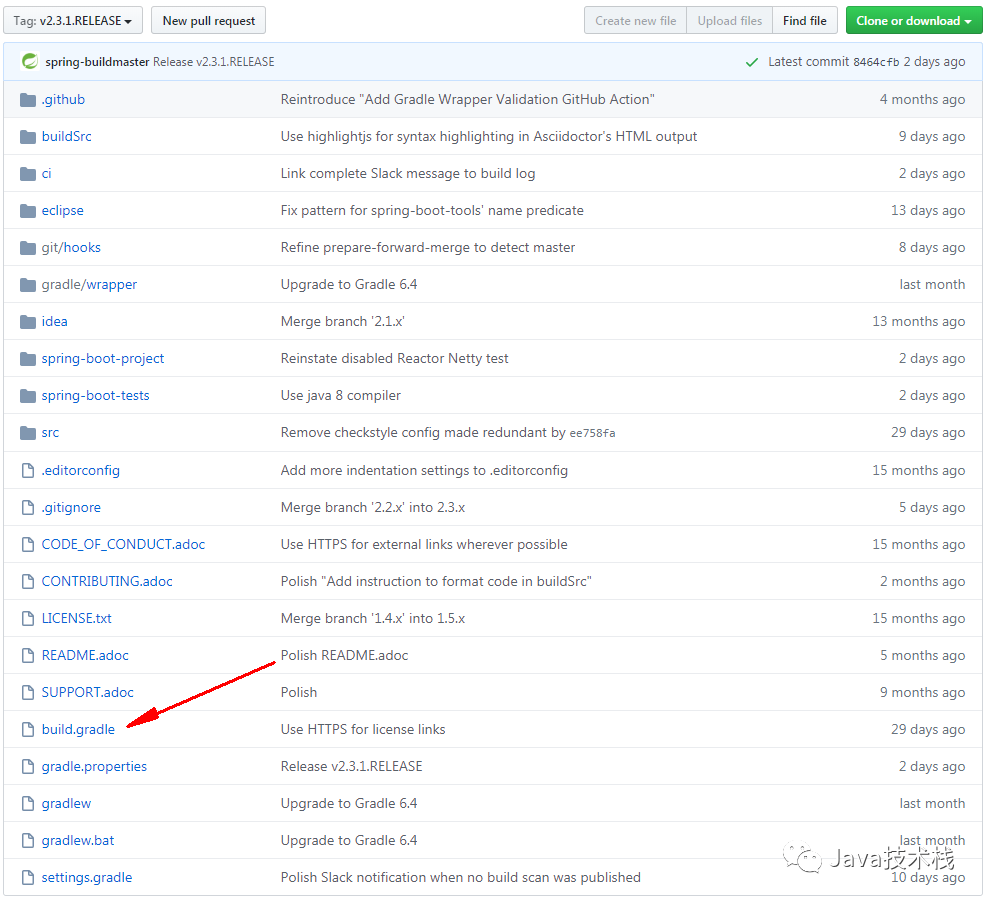 Tag: v2.3.1.RELEASE New pull request Create new file Upload files Find file Clone or download
spring-buildmaster Release v2.3.1.RELEASE Latest commit 8464cfb 2 days ago
.github Reintroduce "Add Gradle Wrapper Validation GitHub Action" 4 months ago
buildSrc Use highlightjs for syntax highlighting in Asciidoctor's HTML output 9 days ago
ci Link complete Slack message to build log 2 days ago
eclipse Fix pattern for spring-boot-tools' name predicate 13 days ago
git/hooks Refine prepare-forward-merge to detect master 8 days ago
gradle/wrapper Upgrade to Gradle 6.4 last month
idea Merge branch '2.1.x' 13 months ago
spring-boot-project Reinstate disabled Reactor Netty test 2 days ago
spring-boot-tests Use java 8 compiler 2 days ago
src Remove checkstyle config made redundant by ee758fa 29 days ago
.editorconfig Add more indentation settings to .editorconfig 15 months ago
.gitignore Merge branch '2.2.x' into 2.3.x 5 days ago
CODE_OF_CONDUCT.adoc Use HTTPS for external links wherever possible 15 months ago
CONTRIBUTING.adoc Polish "Add instruction to format code in buildSrc" 2 months ago
LICENSE.txt Merge branch '1.4.x' into 1.5.x 15 months ago
README.adoc Polish README.adoc 5 months ago
SUPPORT.adoc Polish 9 months ago
build.gradle Use HTTPS for license links 29 days ago
gradle.properties Release v2.3.1.RELEASE 2 days ago
gradlew Upgrade to Gradle 6.4 last month
gradlew.bat Upgrade to Gradle 6.4 last month
Java技术栈
settings.gradle Polish Slack notification when no build scan was published 10 days ago